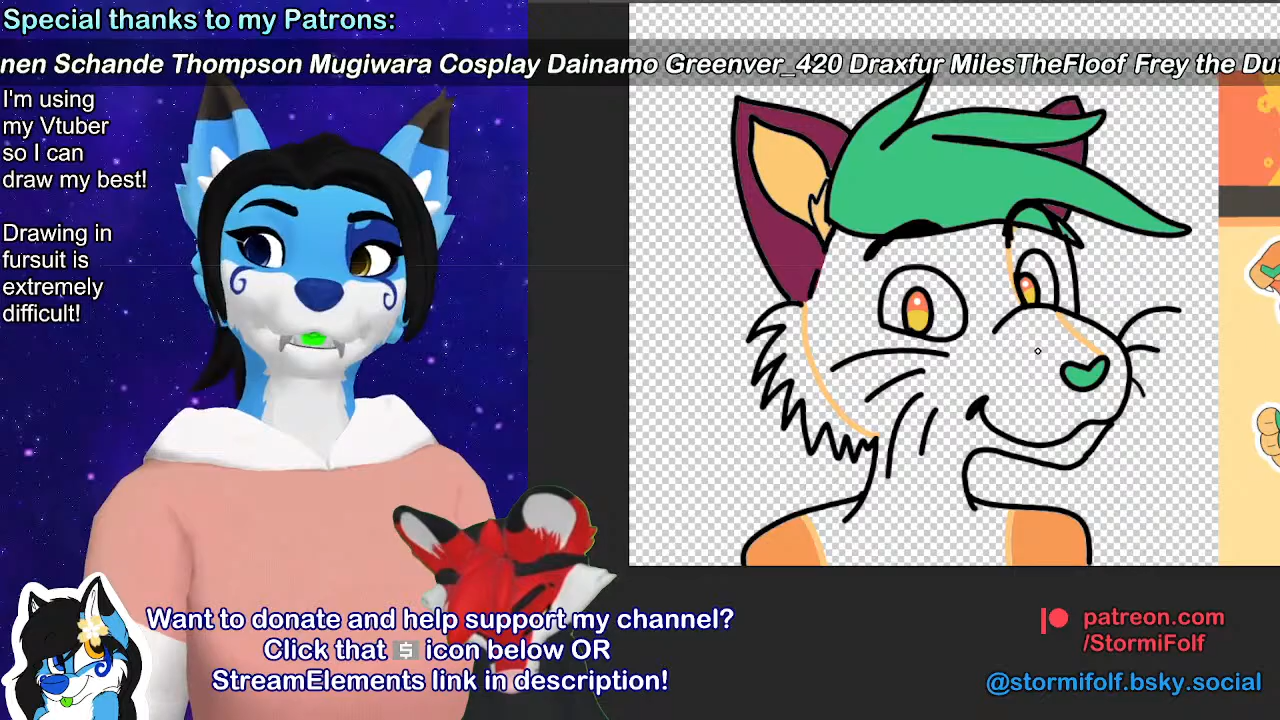 Special thanks to my Patrons:
nen Schande Thompson Mugiwara Cosplay Dainamo Greenver_420 Draxfur MilesTheFloof Frey the
I'm using
my Vtuber
so I can
draw my best!
Drawing in
fursuit is
extremely
difficult!
Want to donate and help support my channel?
Click that $ icon below OR
StreamElements link in description!
patreon.com
/StormiFolf
@stormifolf.bsky.social